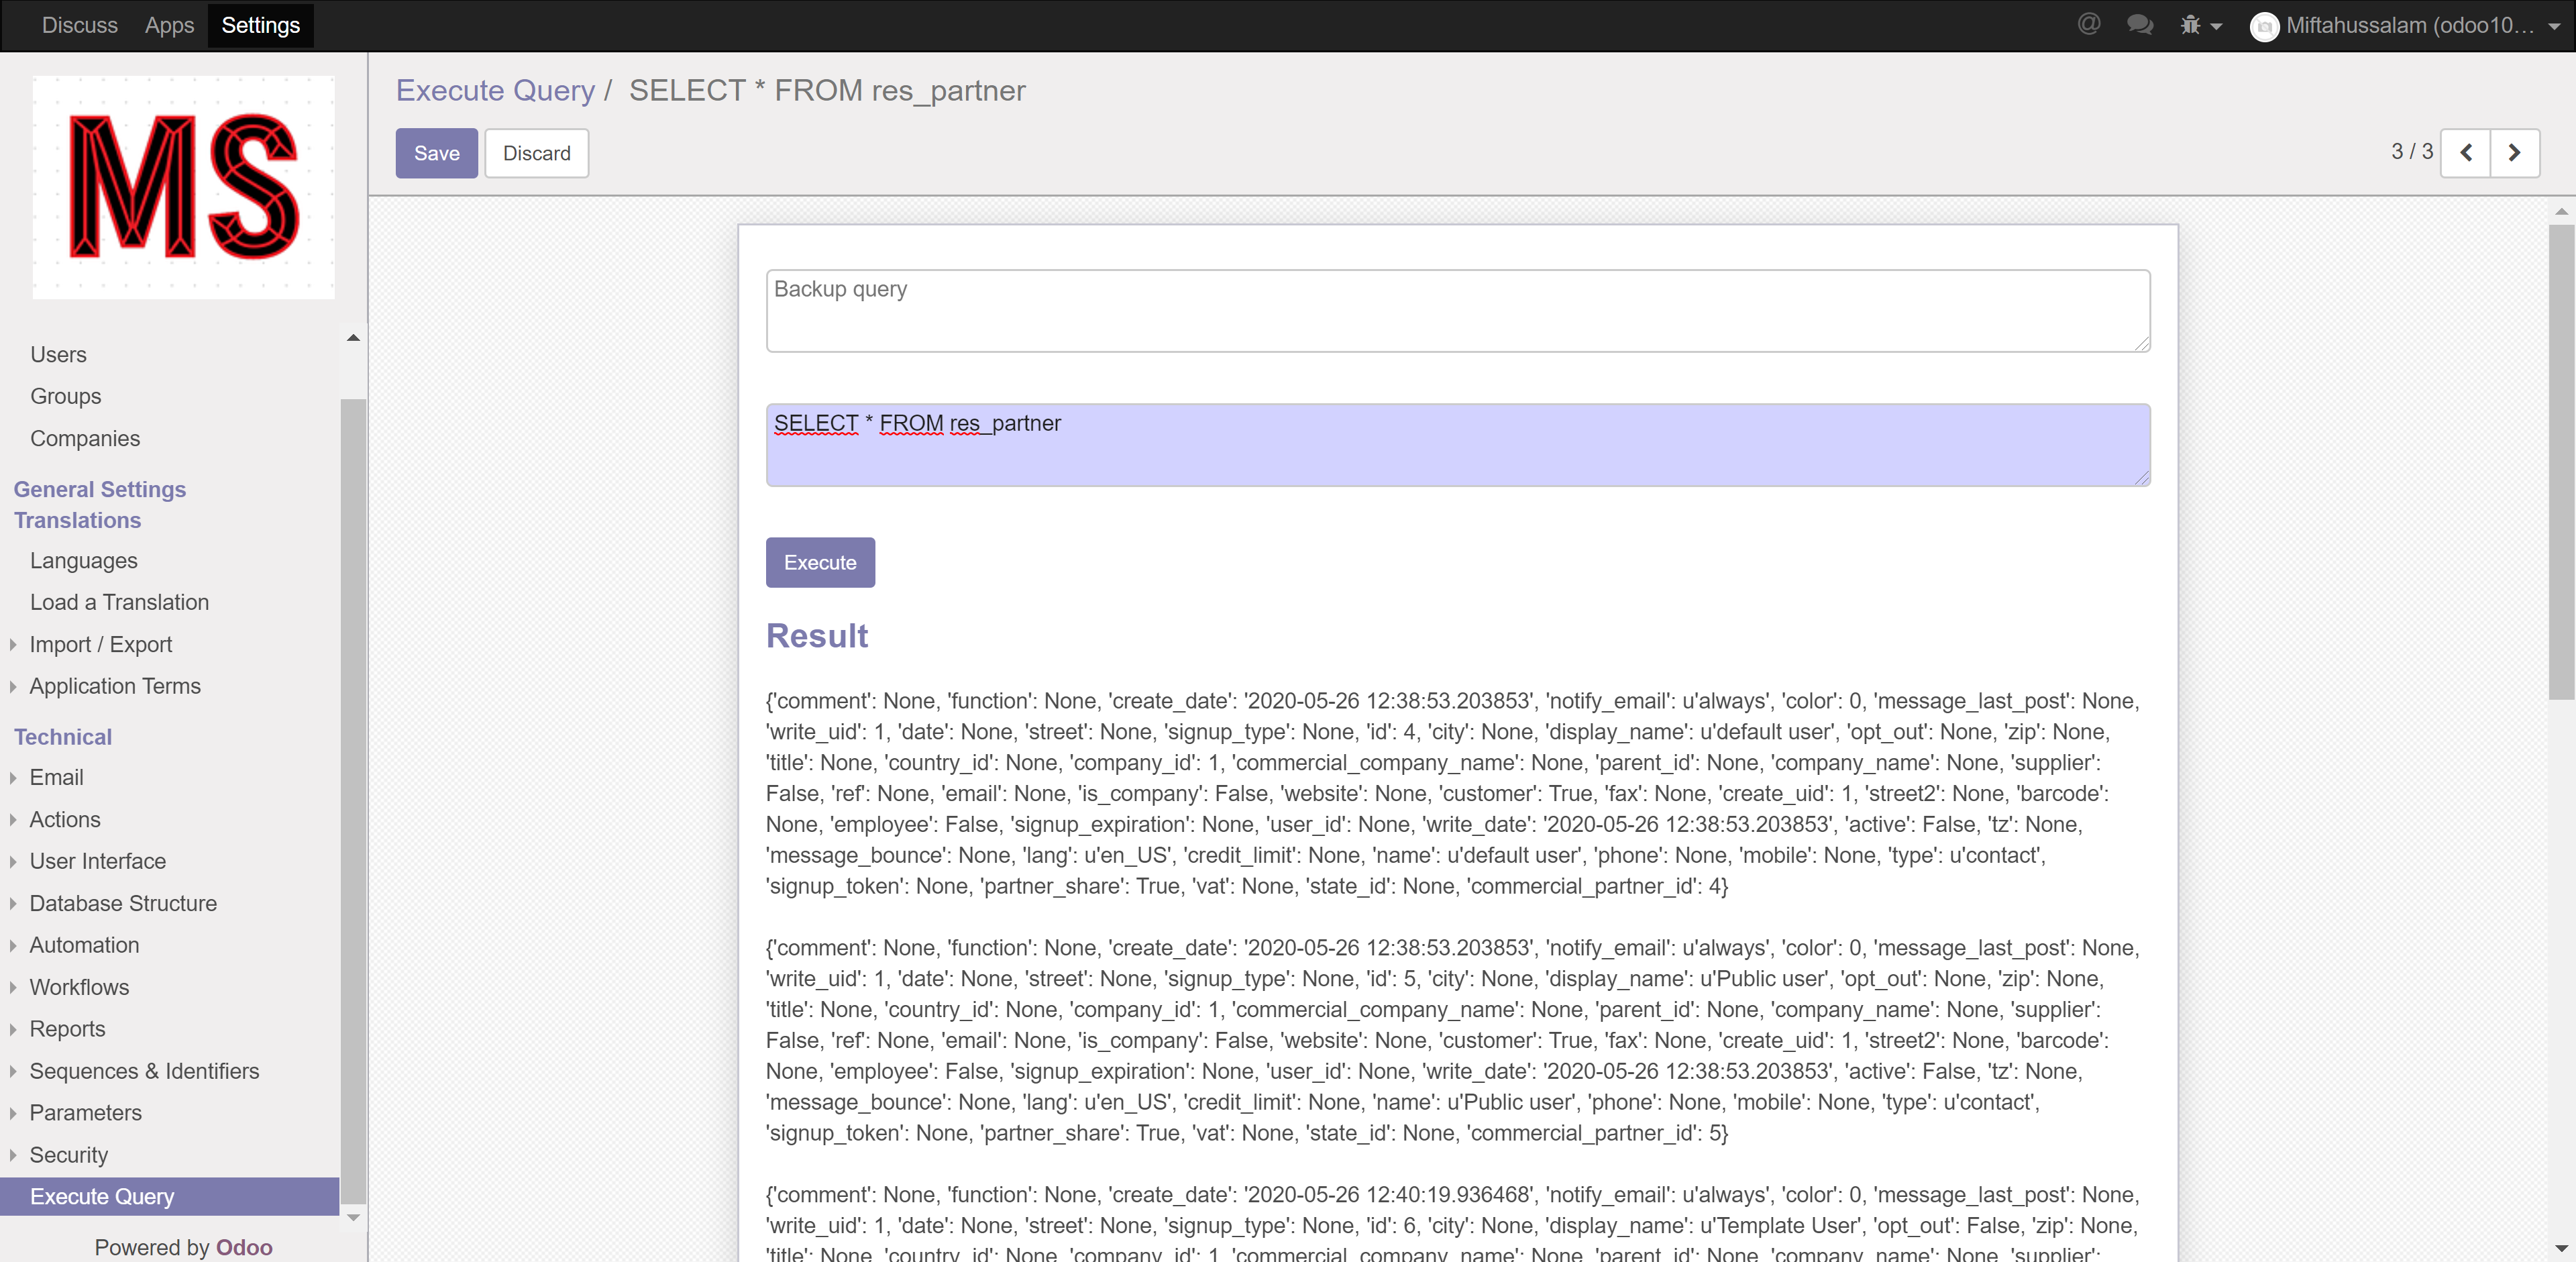 Discuss Apps Settings
@ Miftahussalam (odoo10...
MS
Users
Groups
Companies
General Settings
Translations
Languages
Load a Translation
Import / Export
Application Terms
Technical
Email
Actions
User Interface
Database Structure
Automation
Workflows
Reports
Sequences & Identifiers
Parameters
Security
Execute Query
Powered by Odoo
Execute Query / SELECT * FROM res_partner
Save Discard
3 / 3
Backup query
SELECT * FROM res_partner
Execute
Result
{'comment': None, 'function': None, 'create_date': '2020-05-26 12:38:53.203853', 'notify_email': u'always', 'color': 0, 'message_last_post': None,
'write_uid': 1, 'date': None, 'street': None, 'signup_type': None, 'id': 4, 'city': None, 'display_name': u'default user', 'opt_out': None, 'zip': None,
'title': None, 'country_id': None, 'company_id': 1, 'commercial_company_name': None, 'parent_id': None, 'company_name': None, 'supplier':
False, 'ref': None, 'email': None, 'is_company': False, 'website': None, 'customer': True, 'fax': None, 'create_uid': 1, 'street2': None, 'barcode':
None, 'employee': False, 'signup_expiration': None, 'user_id': None, 'write_date': '2020-05-26 12:38:53.203853', 'active': False, 'tz': None,
'message_bounce': None, 'lang': u'en_US', 'credit_limit': None, 'name': u'default user', 'phone': None, 'mobile': None, 'type': u'contact',
'signup_token': None, 'partner_share': True, 'vat': None, 'state_id': None, 'commercial_partner_id': 4}
{'comment': None, 'function': None, 'create_date': '2020-05-26 12:38:53.203853', 'notify_email': u'always', 'color': 0, 'message_last_post': None,
'write_uid': 1, 'date': None, 'street': None, 'signup_type': None, 'id': 5, 'city': None, 'display_name': u'Public user', 'opt_out': None, 'zip': None,
'title': None, 'country_id': None, 'company_id': 1, 'commercial_company_name': None, 'parent_id': None, 'company_name': None, 'supplier':
False, 'ref': None, 'email': None, 'is_company': False, 'website': None, 'customer': True, 'fax': None, 'create_uid': 1, 'street2': None, 'barcode':
None, 'employee': False, 'signup_expiration': None, 'user_id': None, 'write_date': '2020-05-26 12:38:53.203853', 'active': False, 'tz': None,
'message_bounce': None, 'lang': u'en_US', 'credit_limit': None, 'name': u'Public user', 'phone': None, 'mobile': None, 'type': u'contact',
'signup_token': None, 'partner_share': True, 'vat': None, 'state_id': None, 'commercial_partner_id': 5}
{'comment': None, 'function': None, 'create_date': '2020-05-26 12:40:19.936468', 'notify_email': u'always', 'color': 0, 'message_last_post': None,
'write_uid': 1, 'date': None, 'street': None, 'signup_type': None, 'id': 6, 'city': None, 'display_name': u'Template User', 'opt_out': False, 'zip': None,
'title': None, 'country_id': None, 'company_id': 1, 'commercial_company_name': None, 'parent_id': None, 'company_name': None, 'supplier':